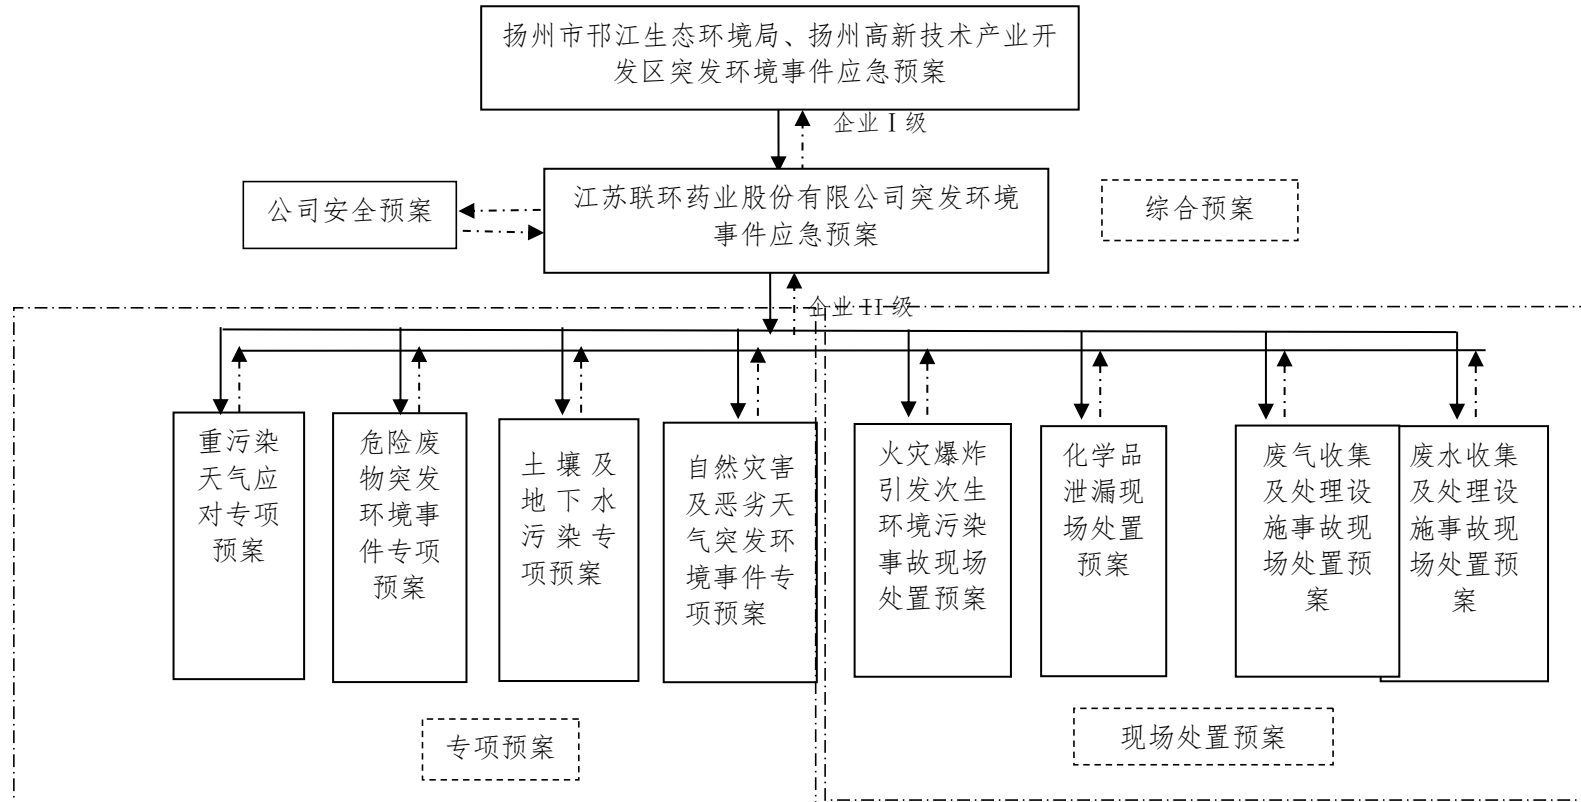 扬州市邗江生态环境局、扬州高新技术产业开
发区突发环境事件应急预案
企业 I 级
公司安全预案
江苏联环药业股份有限公司突发环境
事件应急预案
综合预案
企业 II 级
重污染
天气应
对专项
预案
危险废
物突发
环境事
件专项
预案
土壤及
地下水
污染专
项预案
自然灾害
及恶劣天
气突发环
境事件专
项预案
火灾爆炸
引发次生
环境污染
事故现场
处置预案
化学品
泄漏现
场处置
预案
废气收集
及处理设
施事故现
场处置预
案
废水收集
及处理设
施事故现
场处置预
案
专项预案
现场处置预案